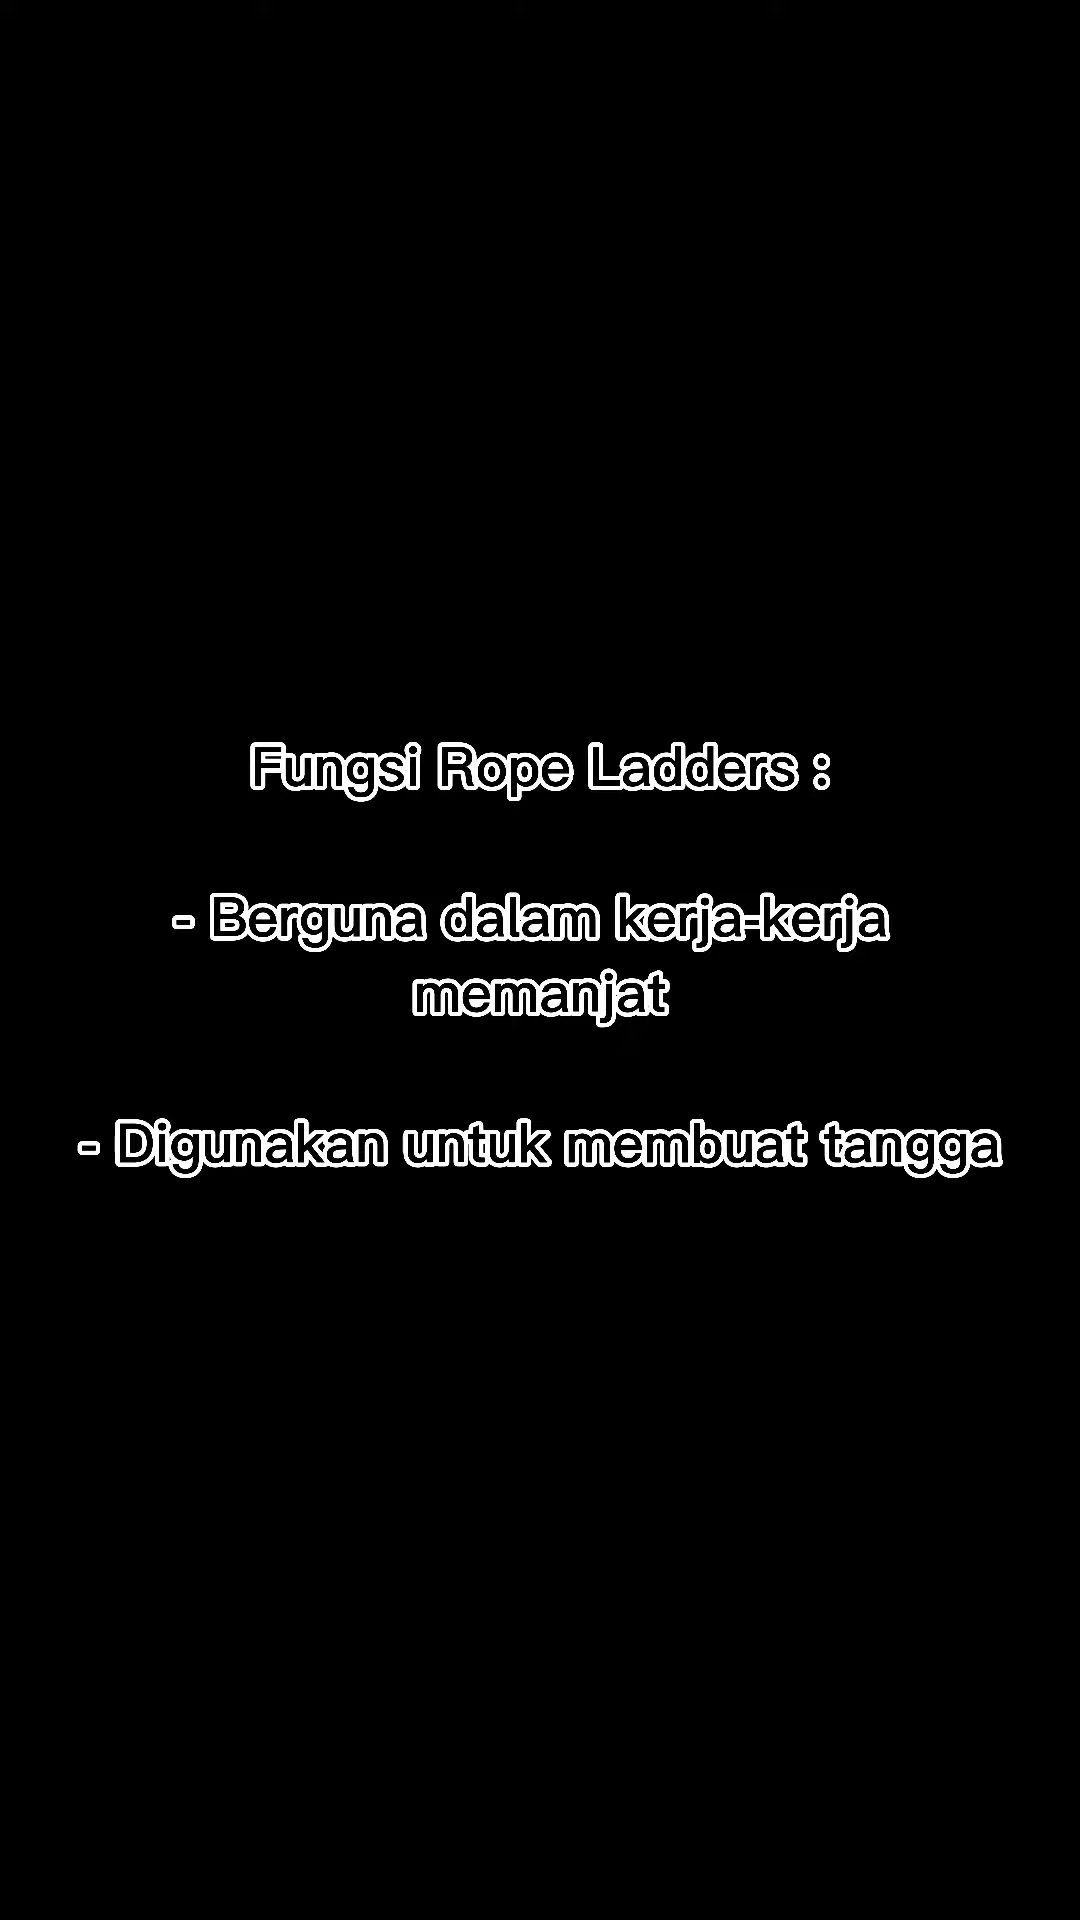 Fungsi Rope Ladders :
- Berguna dalam kerja-kerja
memanjat
- Digunakan untuk membuat tangga